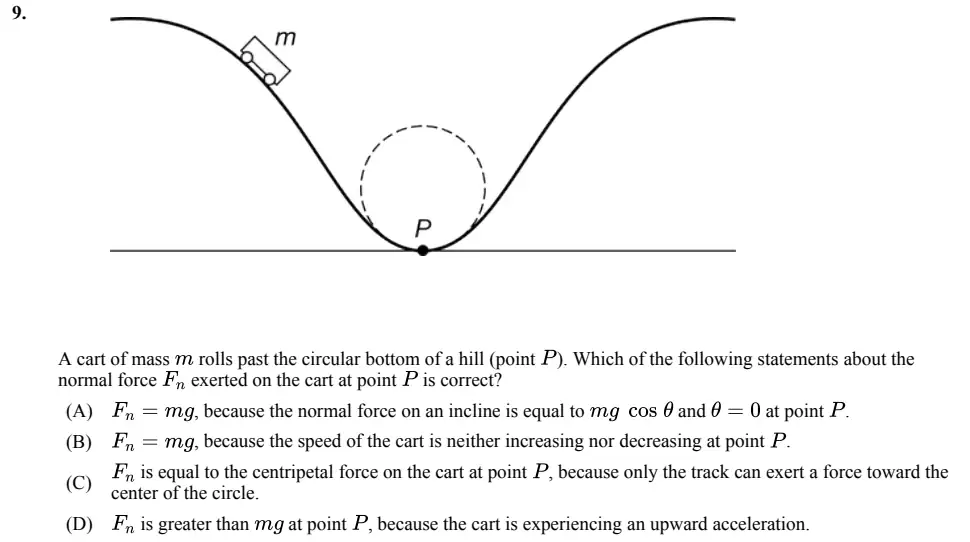 9.
m
P
A cart of mass m rolls past the circular bottom of a hill (point P). Which of the following statements about the
normal force Fₙ exerted on the cart at point P is correct?
(A) Fₙ = mg, because the normal force on an incline is equal to mg cos θ and θ = 0 at point P.
(B) Fₙ = mg, because the speed of the cart is neither increasing nor decreasing at point P.
(C) Fₙ is equal to the centripetal force on the cart at point P, because only the track can exert a force toward the
center of the circle.
(D) Fₙ is greater than mg at point P, because the cart is experiencing an upward acceleration.